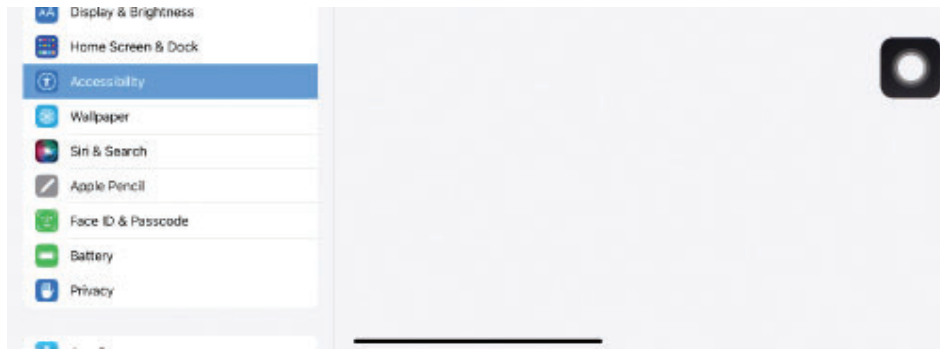 Display & Brightness
Home Screen & Dock
Accessibility
Wallpaper
Siri & Search
Apple Pencil
Face ID & Passcode
Battery
Privacy